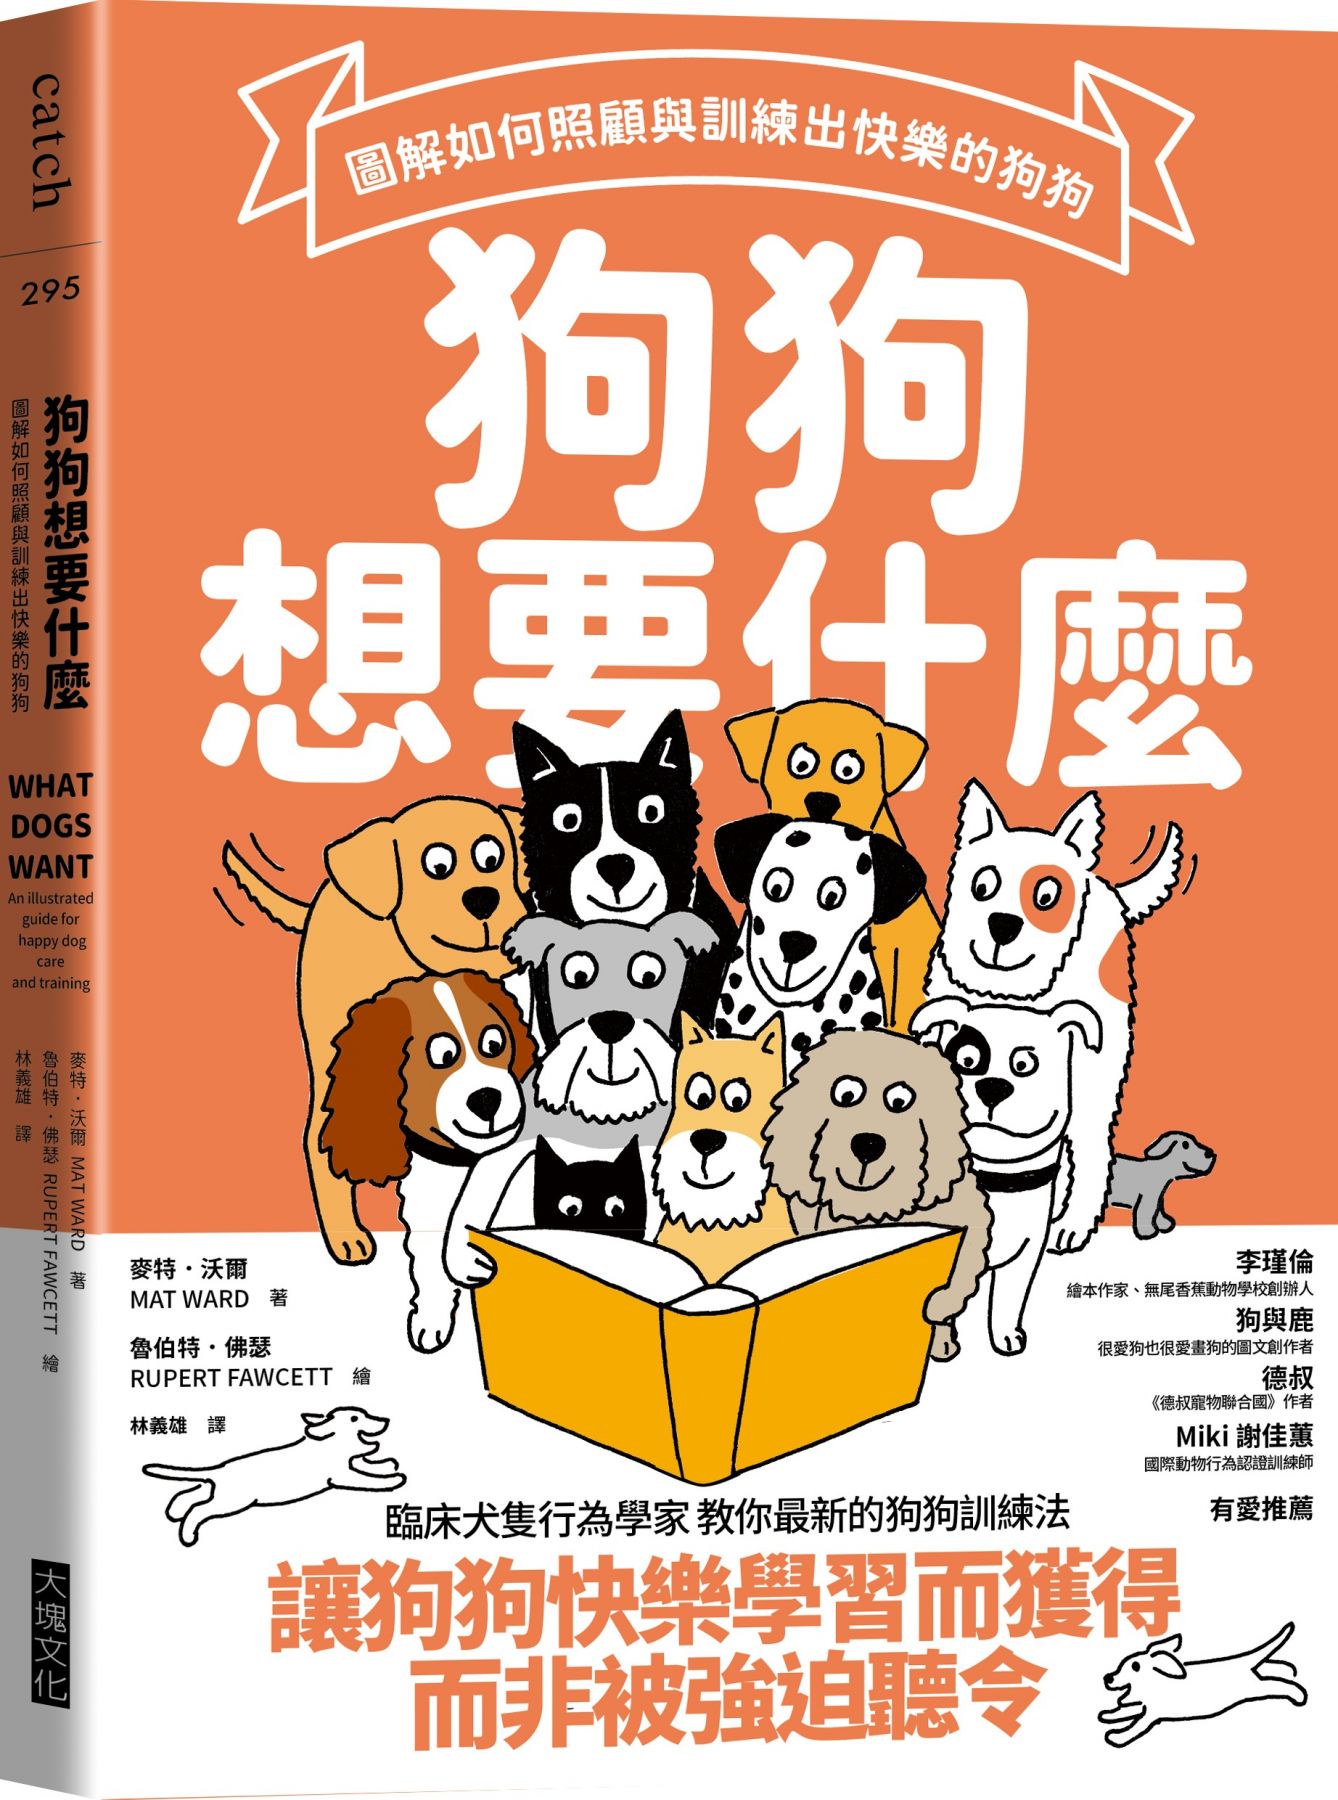 catch
295
狗狗想要什麼
圖解如何照顧與訓練出快樂的狗狗
WHAT
DOGS
WANT
An illustrated
guide for
happy dog
care
and training
麥特・沃爾 MAT WARD 著
魯伯特・佛瑟 RUPERT FAWCETT 繪
林義雄 譯
大塊文化
圖解如何照顧與訓練出快樂的狗狗
狗狗
想要什麼
麥特・沃爾
MAT WARD 著
魯伯特・佛瑟
RUPERT FAWCETT 繪
林義雄 譯
李瑾倫
繪本作家、無尾香蕉動物學校創辦人
狗與鹿
很愛狗也很愛畫狗的圖文創作者
德叔
《德叔寵物聯合國》作者
Miki 謝佳蕙
國際動物行為認證訓練師
有愛推薦
臨床犬隻行為學家 教你最新的狗狗訓練法
讓狗狗快樂學習而獲得
而非被強迫聽令